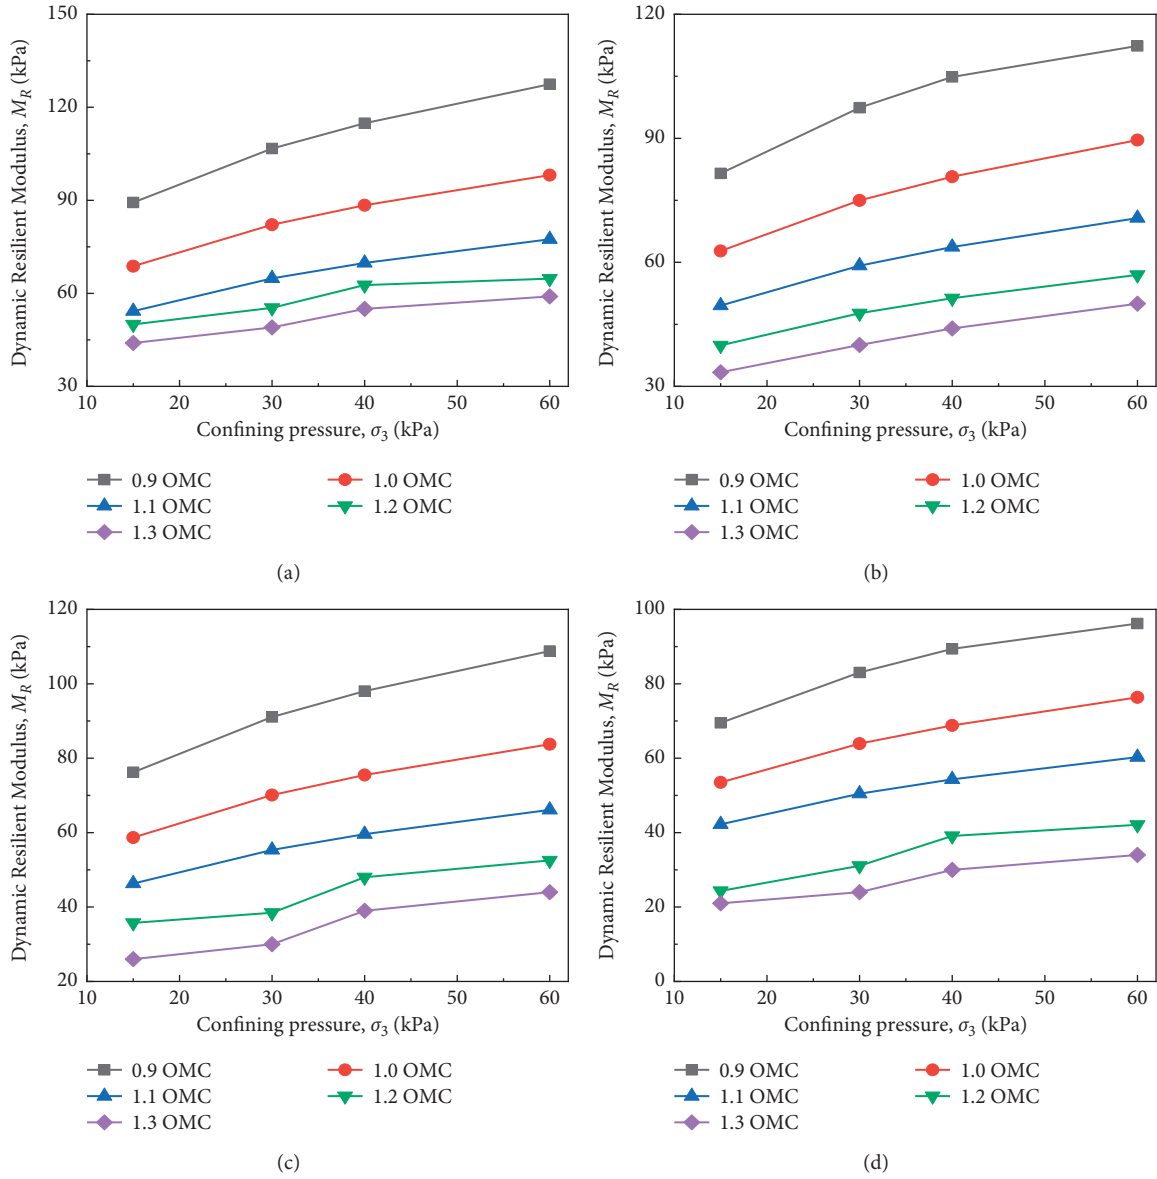 Dynamic Resilient Modulus, M_R (kPa)
150
120
90
60
30
10 20 30 40 50 60
Confining pressure, σ₃ (kPa)
0.9 OMC 1.0 OMC
1.1 OMC 1.2 OMC
1.3 OMC
(a)
Dynamic Resilient Modulus, M_R (kPa)
120
90
60
30
10 20 30 40 50 60
Confining pressure, σ₃ (kPa)
0.9 OMC 1.0 OMC
1.1 OMC 1.2 OMC
1.3 OMC
(b)
Dynamic Resilient Modulus, M_R (kPa)
120
100
80
60
40
20
10 20 30 40 50 60
Confining pressure, σ₃ (kPa)
0.9 OMC 1.0 OMC
1.1 OMC 1.2 OMC
1.3 OMC
(c)
Dynamic Resilient Modulus, M_R (kPa)
100
80
60
40
20
0
10 20 30 40 50 60
Confining pressure, σ₃ (kPa)
0.9 OMC 1.0 OMC
1.1 OMC 1.2 OMC
1.3 OMC
(d)